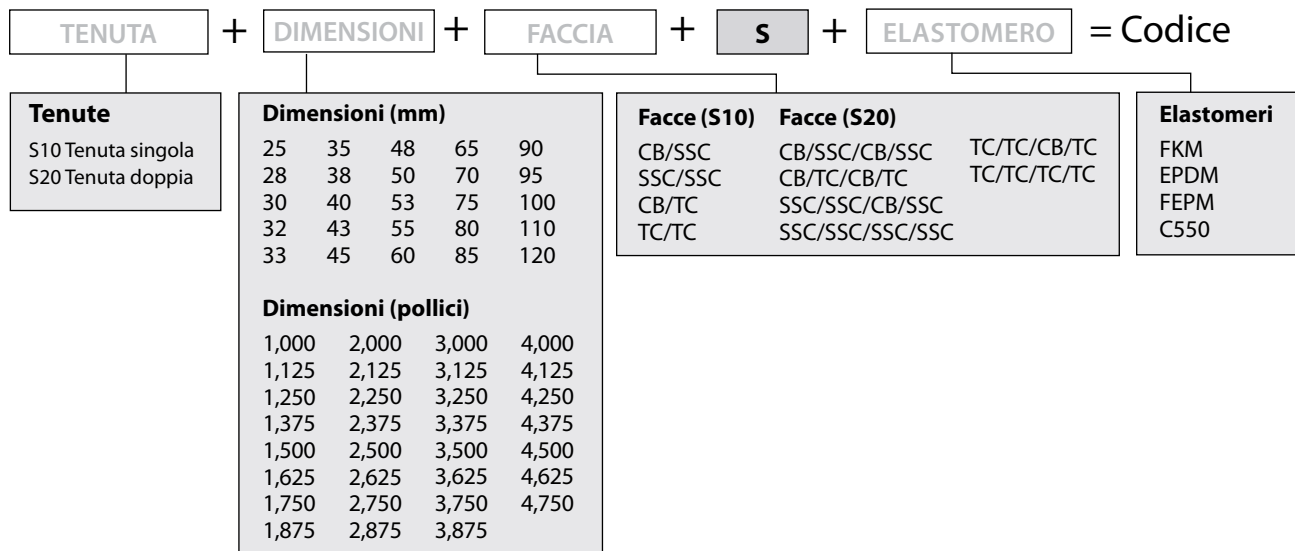 TENUTA + DIMENSIONI + FACCIA + S + ELASTOMERO = Codice
Tenute
S10 Tenuta singola
S20 Tenuta doppia
Dimensioni (mm)
25 35 48 65 90
28 38 50 70 95
30 40 53 75 100
32 43 55 80 110
33 45 60 85 120
Dimensioni (pollici)
1,000 2,000 3,000 4,000
1,125 2,125 3,125 4,125
1,250 2,250 3,250 4,250
1,375 2,375 3,375 4,375
1,500 2,500 3,500 4,500
1,625 2,625 3,625 4,625
1,750 2,750 3,750 4,750
1,875 2,875 3,875
Facce (S10) Facce (S20)
CB/SSC CB/SSC/CB/SSC TC/TC/CB/TC
SSC/SSC CB/TC/CB/TC TC/TC/TC/TC
CB/TC SSC/SSC/CB/SSC
TC/TC SSC/SSC/SSC/SSC
Elastomeri
FKM
EPDM
FEPM
C550